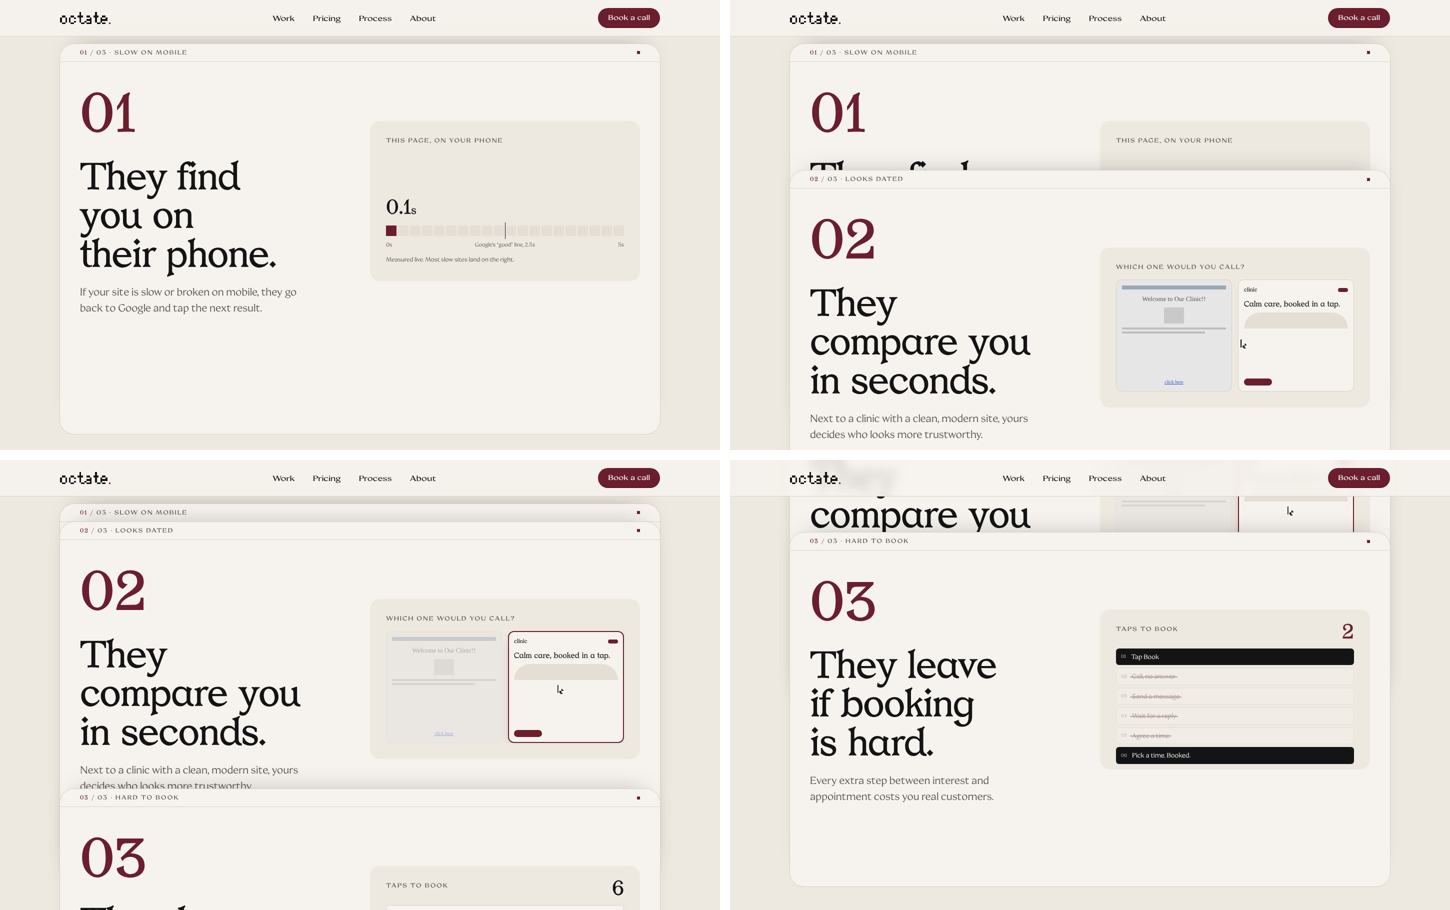 octate.
Work Pricing Process About
Book a call
01 / 03 · SLOW ON MOBILE
01
They find
you on
their phone.
If your site is slow or broken on mobile, they go
back to Google and tap the next result.
THIS PAGE, ON YOUR PHONE
0.1s
0s Google's "good" line, 2.5s 5s
Measured live. Most slow sites land on the right.
octate.
Work Pricing Process About
Book a call
01 / 03 · SLOW ON MOBILE
01
They find
THIS PAGE, ON YOUR PHONE
02 / 03 · LOOKS DATED
02
They
compare you
in seconds.
Next to a clinic with a clean, modern site, yours
decides who looks more trustworthy.
WHICH ONE WOULD YOU CALL?
Welcome to Our Clinic!!
click here
clinic
Calm care, booked in a tap.
octate.
Work Pricing Process About
Book a call
01 / 03 · SLOW ON MOBILE
02 / 03 · LOOKS DATED
02
They
compare you
in seconds.
Next to a clinic with a clean, modern site, yours
decides who looks more trustworthy.
WHICH ONE WOULD YOU CALL?
Welcome to Our Clinic!!
click here
clinic
Calm care, booked in a tap.
03 / 03 · HARD TO BOOK
03
TAPS TO BOOK
6
octate.
Work Pricing Process About
Book a call
They
compare you
03 / 03 · HARD TO BOOK
03
They leave
if booking
is hard.
Every extra step between interest and
appointment costs you real customers.
TAPS TO BOOK
2
01 Tap Book
02 Call, no answer
03 Send a message
04 Wait for a reply
05 Agree a time
06 Pick a time. Booked.